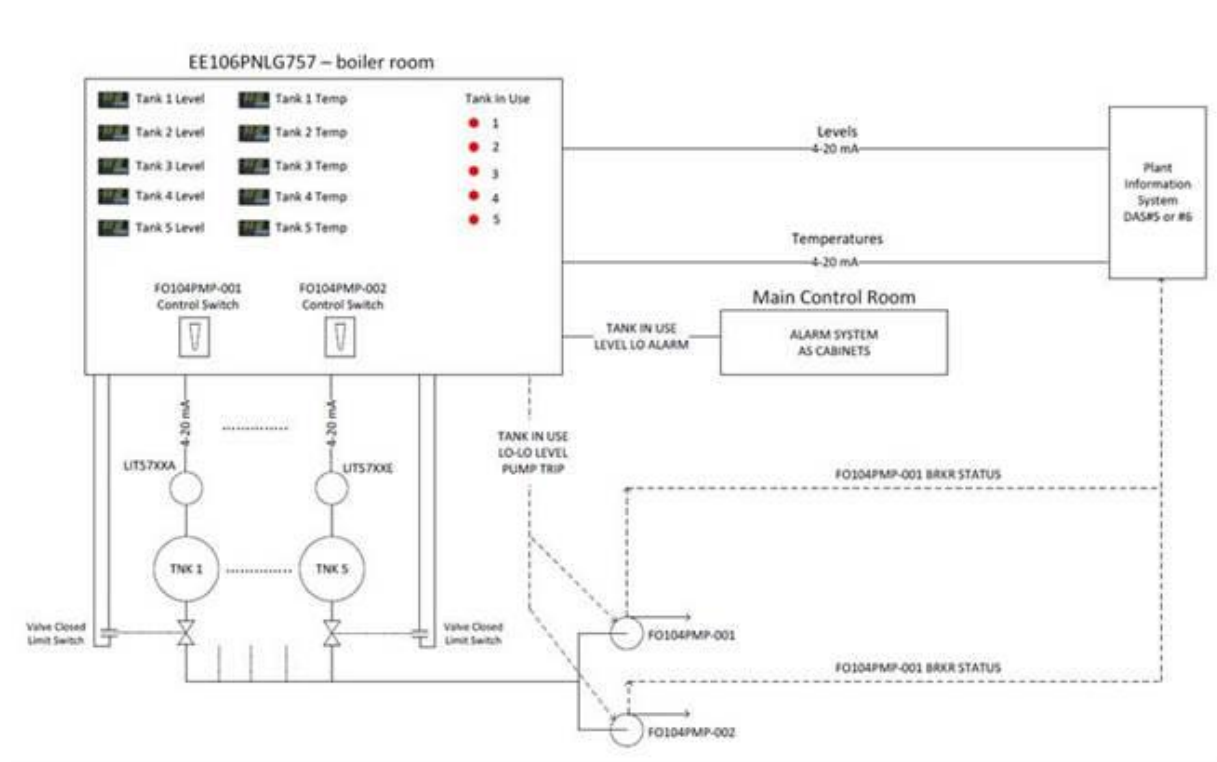 EE106PNLG757 – boiler room
Tank 1 Level
Tank 1 Temp
Tank In Use
Tank 2 Level
Tank 2 Temp
Tank 3 Level
Tank 3 Temp
Tank 4 Level
Tank 4 Temp
Tank 5 Level
Tank 5 Temp
1
2
3
4
5
Levels
4-20 mA
Plant
Information
System
DAS#5 or #6
Temperatures
4-20 mA
FO104PMP-001
Control Switch
FO104PMP-002
Control Switch
Main Control Room
TANK IN USE
LEVEL LO ALARM
ALARM SYSTEM
AS CABINETS
4-20 mA
4-20 mA
TANK IN USE
LO-LO LEVEL
PUMP TRIP
LIT57XXA
LIT57XXE
FO104PMP-001 BRKR STATUS
TNK 1
TNK 5
Valve Closed
Limit Switch
Valve Closed
Limit Switch
FO104PMP-001
FO104PMP-001 BRKR STATUS
FO104PMP-002